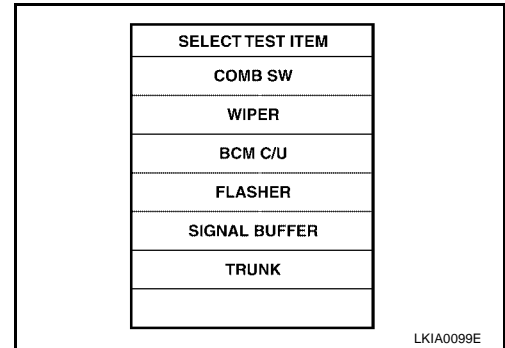 SELECT TEST ITEM
COMB SW
WIPER
BCM C/U
FLASHER
SIGNAL BUFFER
TRUNK
LKIA0099E